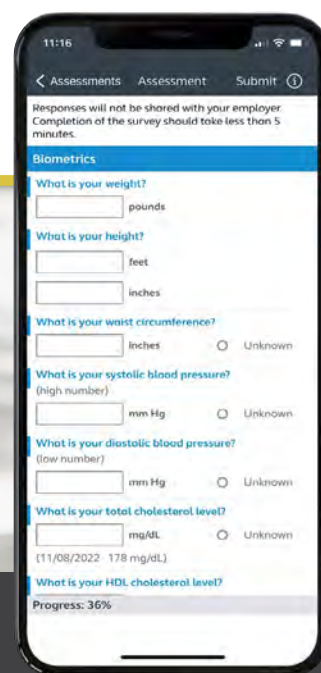 11:16
Assessments Assessment Submit
Responses will not be shared with your employer.
Completion of the survey should take less than 5
minutes.
Biometrics
What is your weight?
pounds
What is your height?
feet
inches
What is your waist circumference?
inches Unknown
What is your systolic blood pressure?
(high number)
mm Hg Unknown
What is your diastolic blood pressure?
(low number)
mm Hg Unknown
What is your total cholesterol level?
mg/dL Unknown
(11/08/2022 178 mg/dL)
What is your HDL cholesterol level?
Progress: 36%